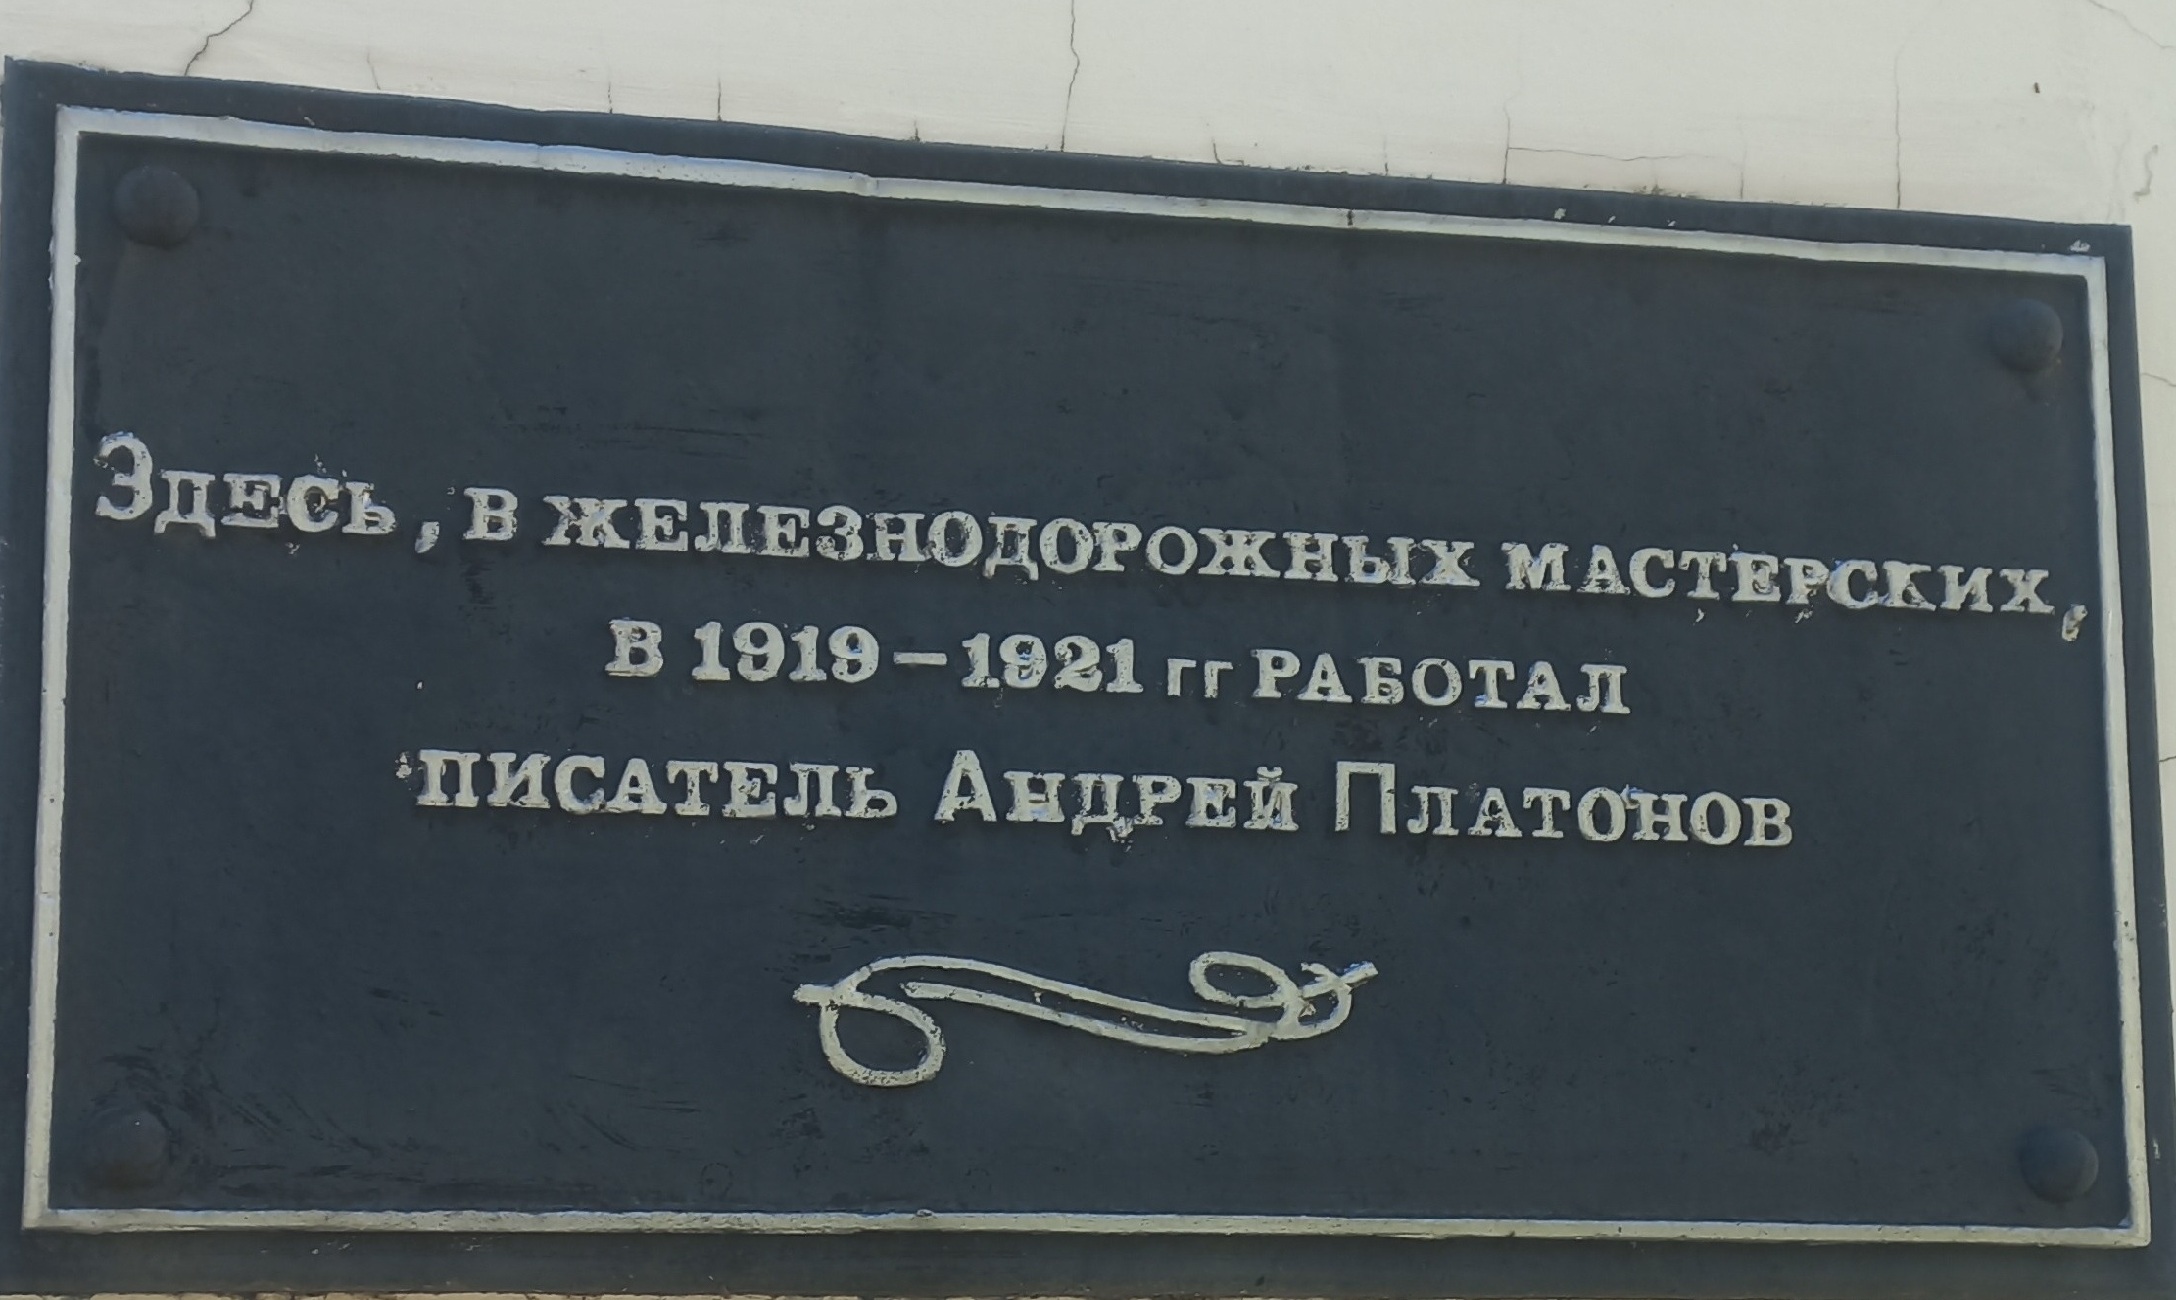 Здесь, в железнодорожных мастерских,
в 1919-1921 гг работал
писатель Андрей Платонов